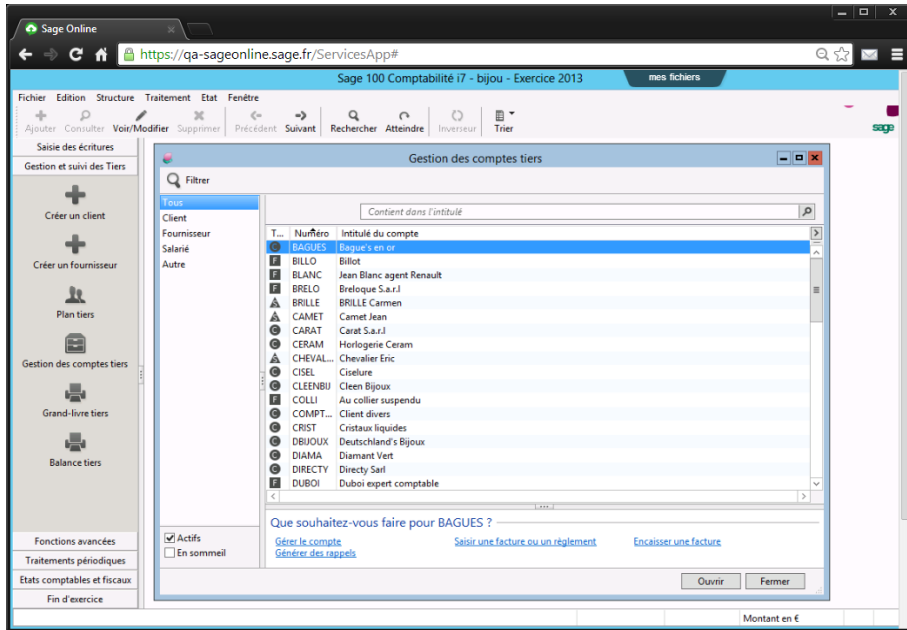 Sage Online
https://qa-sageonline.sage.fr/ServicesApp#
Sage 100 Comptabilité i7 - bijou - Exercice 2013
mes fichiers
Fichier Edition Structure Traitement Etat Fenêtre
Ajouter Consulter Voir/Modifier Supprimer Précédent Suivant Rechercher Atteindre Inverseur Trier
sage
Saisie des écritures
Gestion et suivi des Tiers
Créer un client
Créer un fournisseur
Plan tiers
Gestion des comptes tiers
Grand-livre tiers
Balance tiers
Fonctions avancées
Traitements périodiques
Etats comptables et fiscaux
Fin d'exercice
Gestion des comptes tiers
Filtrer
Tous
Client
Fournisseur
Salarié
Autre
Actifs
En sommeil
Contient dans l'intitulé
T... Numéro Intitulé du compte
C BAGUES Bague's en or
F BILLO Billot
F BLANC Jean Blanc agent Renault
F BRELO Breloque S.a.r.l
S BRILLE BRILLE Carmen
S CAMET Camet Jean
C CARAT Carat S.a.r.l
C CERAM Horlogerie Ceram
S CHEVAL... Chevalier Eric
C CISEL Ciselure
C CLEENBIJ Cleen Bijoux
F COLLI Au collier suspendu
C COMPT... Client divers
C CRIST Cristaux liquides
C DBIJOUX Deutschland's Bijoux
C DIAMA Diamant Vert
C DIRECTY Directy Sarl
F DUBOI Duboi expert comptable
Que souhaitez-vous faire pour BAGUES ?
Gérer le compte Saisir une facture ou un règlement Encaisser une facture
Générer des rappels
Ouvrir Fermer
Montant en €